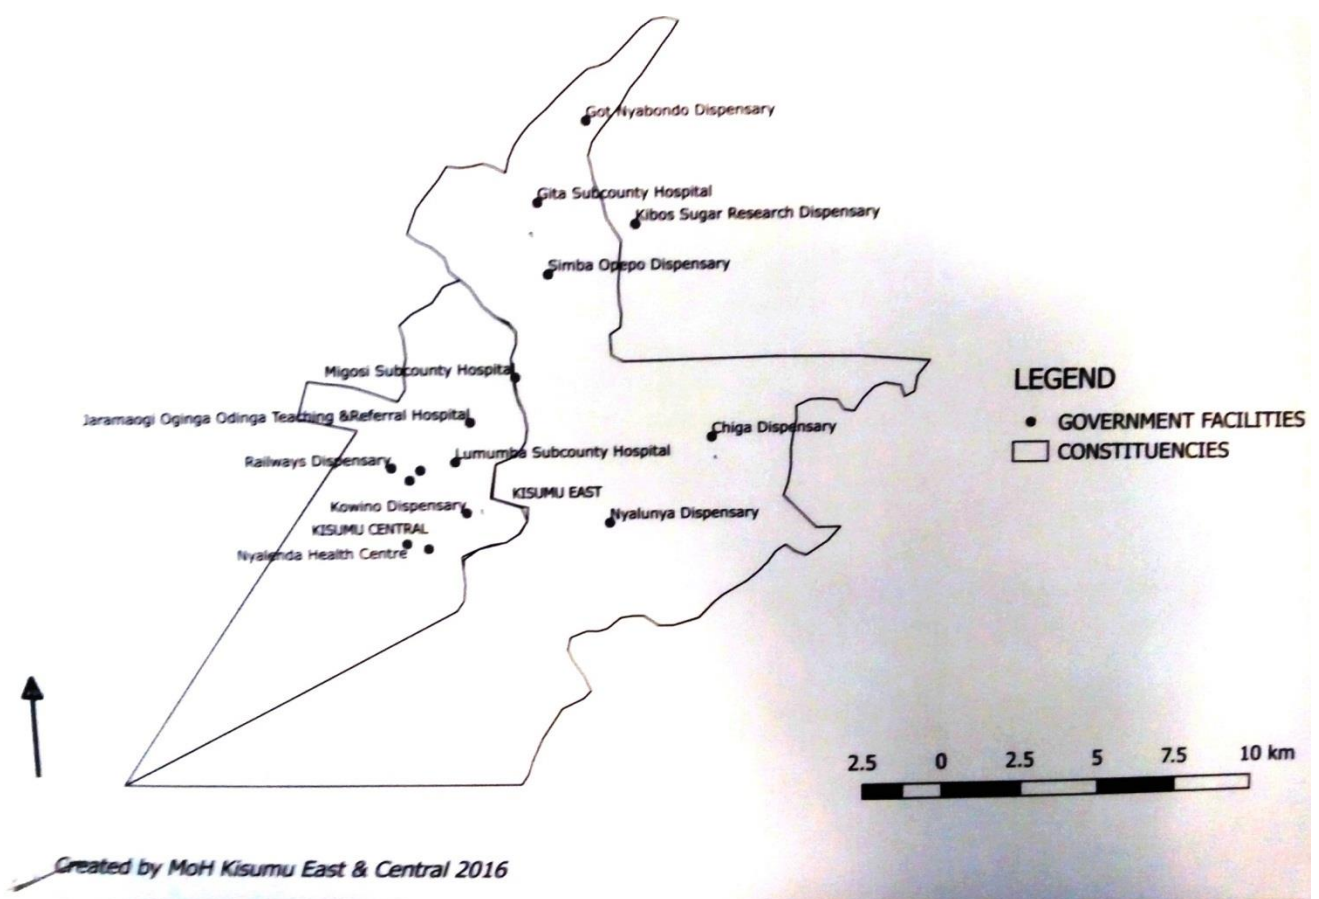 Got Nyabondo Dispensary
Gita Subcounty Hospital
Kibos Sugar Research Dispensary
Simba Opepo Dispensary
Migosi Subcounty Hospital
Jaramaogi Oginga Odinga Teaching &Referral Hospital
Chiga Dispensary
Railways Dispensary
Lumumba Subcounty Hospital
KISUMU EAST
Kowino Dispensary
Nyalunya Dispensary
KISUMU CENTRAL
Nyalenda Health Centre
LEGEND
GOVERNMENT FACILITIES
CONSTITUENCIES
2.5 0 2.5 5 7.5 10 km
Created by MoH Kisumu East & Central 2016